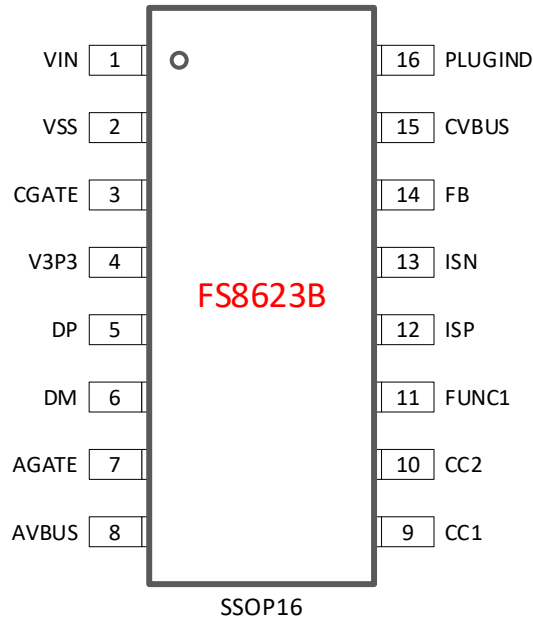 VIN 1 16 PLUGIND
VSS 2 15 CVBUS
CGATE 3 14 FB
V3P3 4 13 ISN
FS8623B
DP 5 12 ISP
DM 6 11 FUNC1
AGATE 7 10 CC2
AVBUS 8 9 CC1
SSOP16